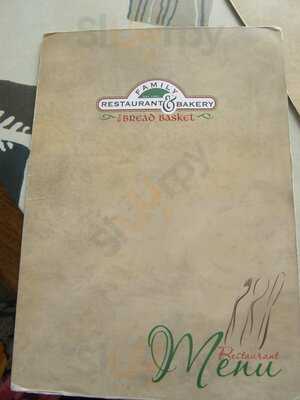 FAMILY
RESTAURANT & BAKERY
THE BREAD BASKET
Restaurant
Menu